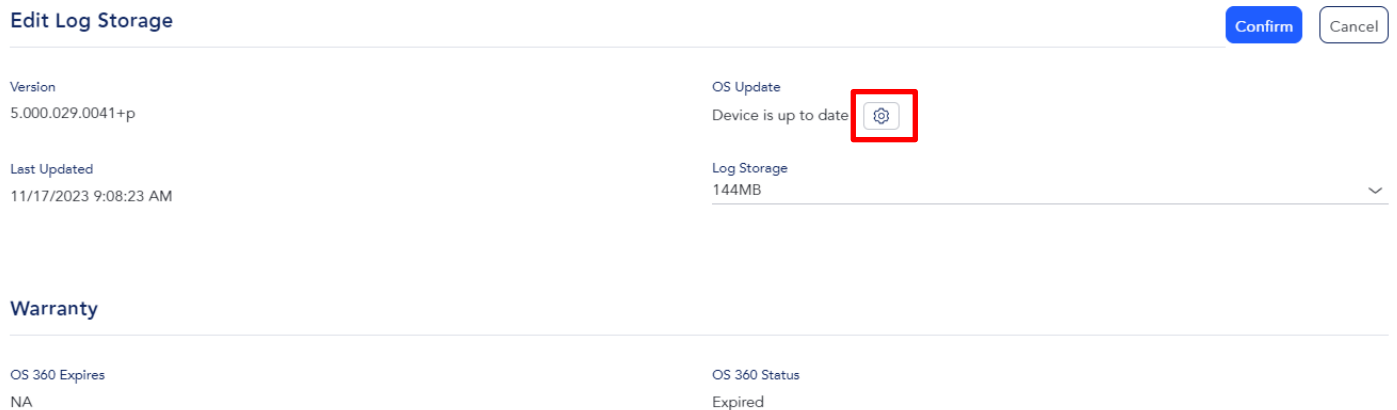 Edit Log Storage
Confirm
Cancel
Version
OS Update
5.000.029.0041+p
Device is up to date
Last Updated
Log Storage
11/17/2023 9:08:23 AM
144MB
Warranty
OS 360 Expires
OS 360 Status
NA
Expired